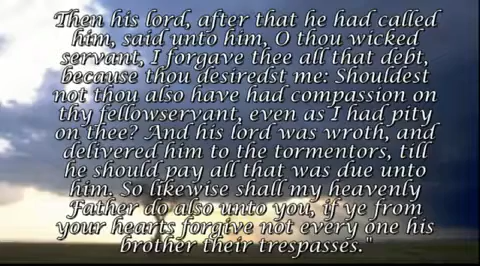 Then his lord, after that he had called
him, said unto him, O thou wicked
servant, I forgave thee all that debt,
because thou desiredst me: Shouldest
not thou also have had compassion on
thy fellowservant, even as I had pity
on thee? And his lord was wroth, and
delivered him to the tormentors, till
he should pay all that was due unto
him. So likewise shall my heavenly
Father do also unto you, if ye from
your hearts forgive not every one his
brother their trespasses."